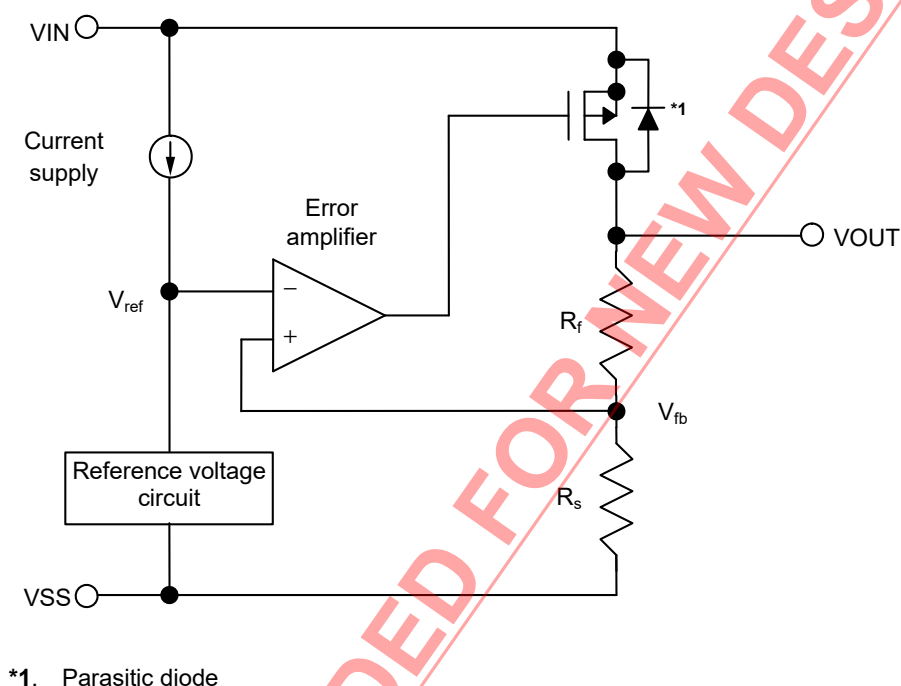 VIN
*1
Current
supply
Error
amplifier
VOUT
Vref
−
+
Rf
Vfb
Reference voltage
circuit
Rs
VSS
*1. Parasitic diode
DED FOR NEW DES